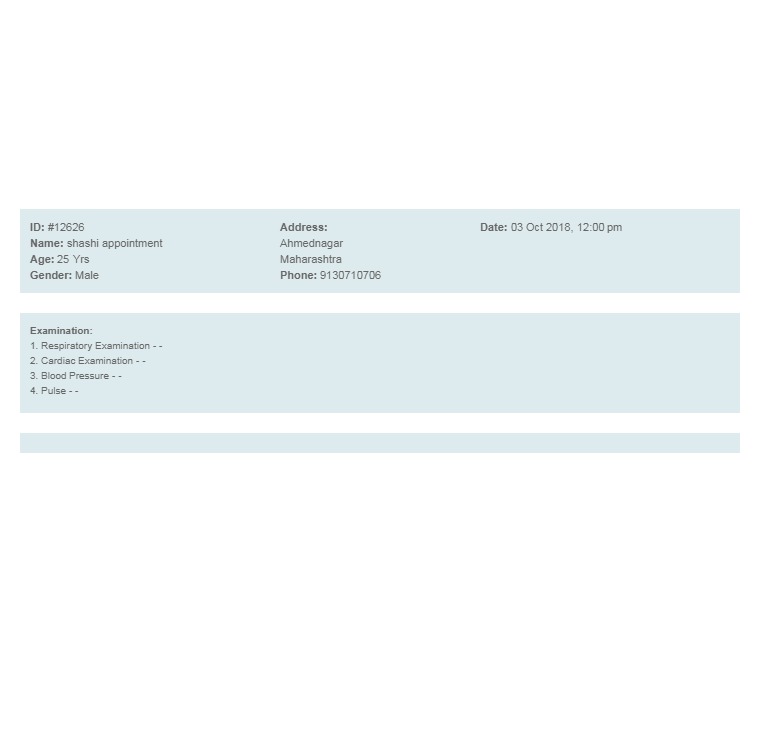 ID: #12626
Name: shashi appointment
Age: 25 Yrs
Gender: Male
Address:
Ahmednagar
Maharashtra
Phone: 9130710706
Date: 03 Oct 2018, 12:00 pm
Examination:
1. Respiratory Examination - -
2. Cardiac Examination - -
3. Blood Pressure - -
4. Pulse - -